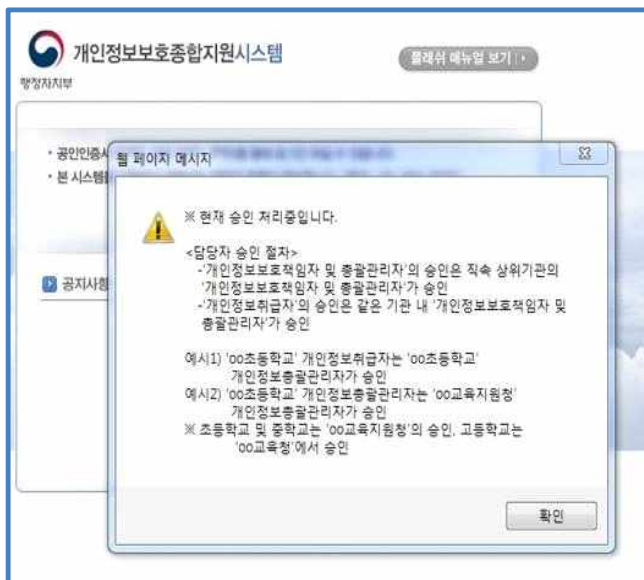 개인정보보호종합지원시스템
플래쉬 매뉴얼 보기
행정자치부
• 공인인증서
• 본 시스템
웹 페이지 메시지
※ 현재 승인 처리중입니다.
<담당자 승인 절차>
-'개인정보보호책임자 및 총괄관리자'의 승인은 직속 상위기관의
'개인정보보호책임자 및 총괄관리자'가 승인
-'개인정보취급자'의 승인은 같은 기관 내 '개인정보보호책임자 및
총괄관리자'가 승인
공지사항
예시1) 'oo초등학교' 개인정보취급자는 'oo초등학교'
개인정보총괄관리자가 승인
예시2) 'oo초등학교' 개인정보총괄관리자는 'oo교육지원청'
개인정보총괄관리자가 승인
※ 초등학교 및 중학교는 'oo교육지원청'의 승인, 고등학교는
'oo교육청'에서 승인
확인